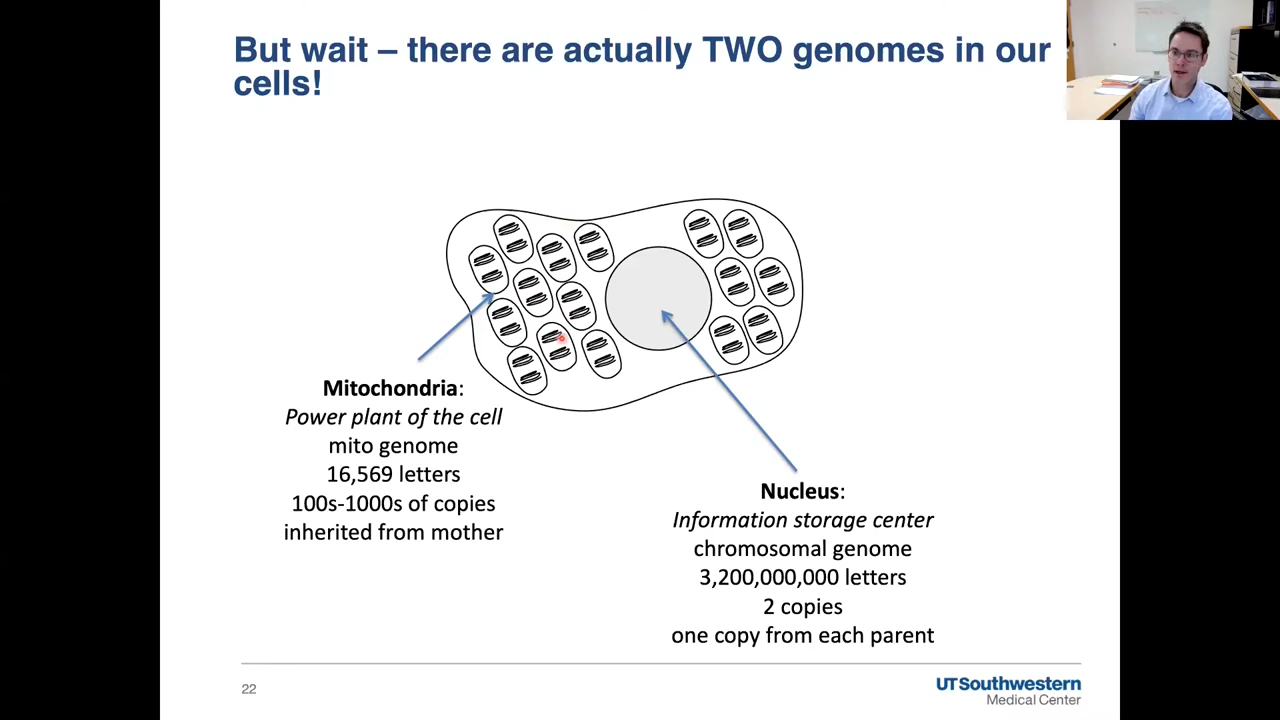 But wait – there are actually TWO genomes in our
cells!
Mitochondria:
Power plant of the cell
mito genome
16,569 letters
100s-1000s of copies
inherited from mother
Nucleus:
Information storage center
chromosomal genome
3,200,000,000 letters
2 copies
one copy from each parent
22
UTSouthwestern
Medical Center